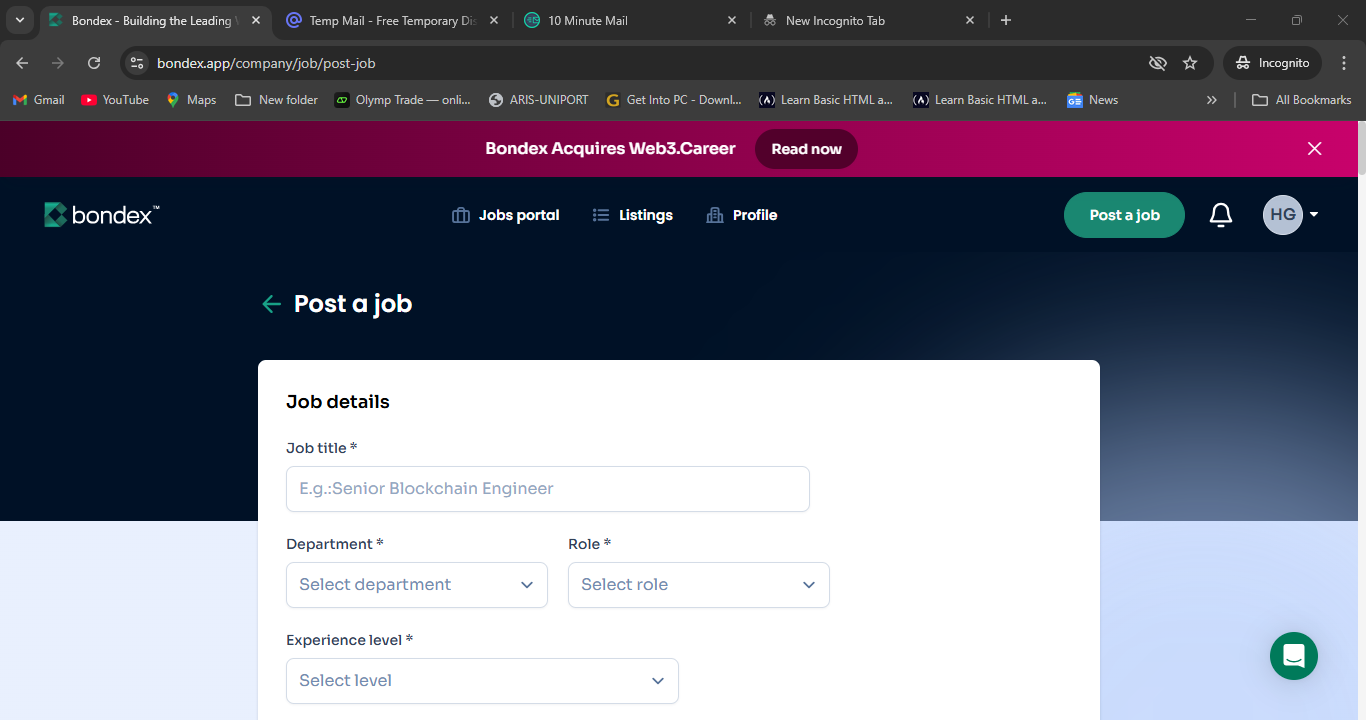 Bondex - Building the Leading
Temp Mail - Free Temporary Dis
10 Minute Mail
New Incognito Tab
bondex.app/company/job/post-job
Incognito
Gmail
YouTube
Maps
New folder
Olymp Trade — onli...
ARIS-UNIPORT
Get Into PC - Downl...
Learn Basic HTML a...
Learn Basic HTML a...
News
All Bookmarks
Bondex Acquires Web3.Career
Read now
bondex™
Jobs portal
Listings
Profile
Post a job
HG
Post a job
Job details
Job title *
E.g.:Senior Blockchain Engineer
Department *
Role *
Select department
Select role
Experience level *
Select level